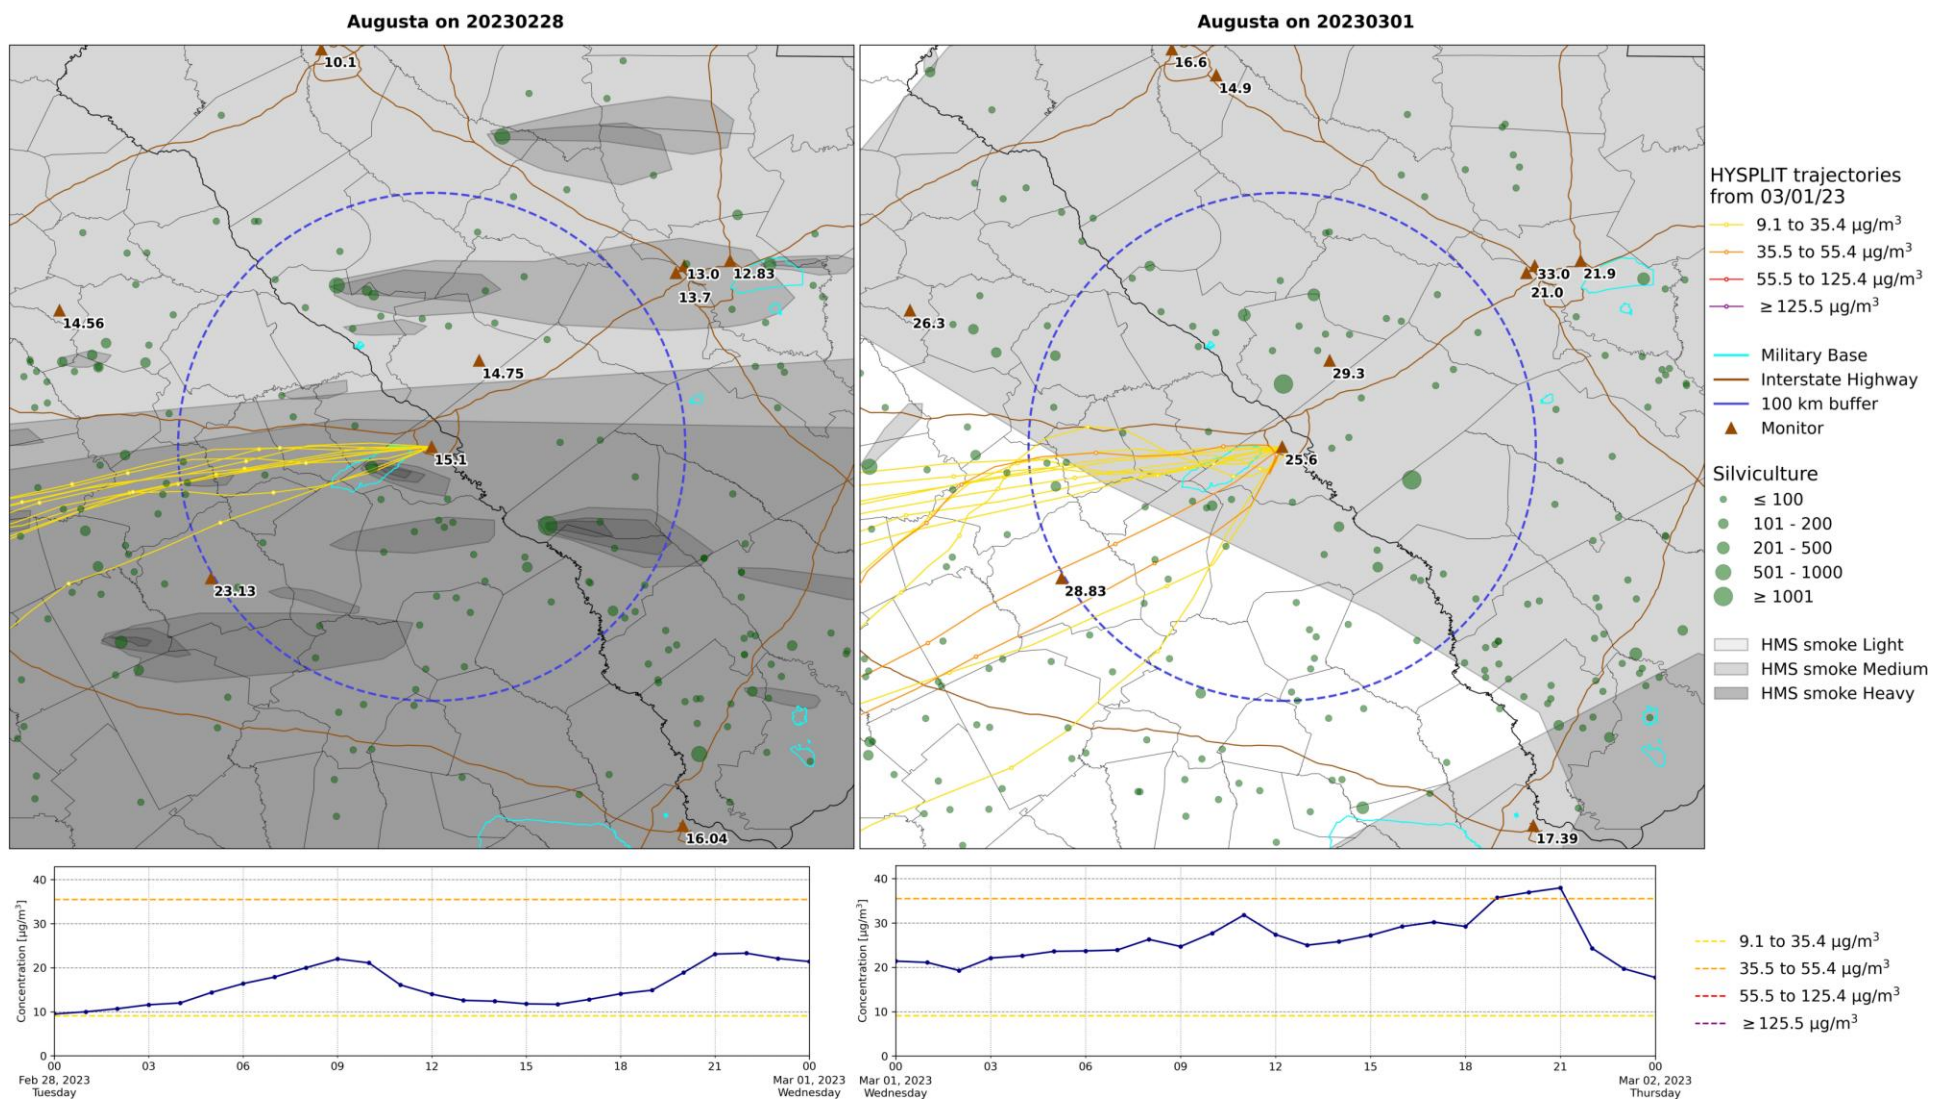 Augusta on 20230228
Augusta on 20230301
10.1
14.56
13.0
13.7
12.83
14.75
15.1
23.13
16.04
16.6
14.9
26.3
33.0
21.0
21.9
29.3
25.6
28.83
17.39
HYSPLIT trajectories
from 03/01/23
9.1 to 35.4 µg/m³
35.5 to 55.4 µg/m³
55.5 to 125.4 µg/m³
≥ 125.5 µg/m³
Military Base
Interstate Highway
100 km buffer
Monitor
Silviculture
≤ 100
101 - 200
201 - 500
501 - 1000
≥ 1001
HMS smoke Light
HMS smoke Medium
HMS smoke Heavy
Concentration [µg/m³]
40
30
20
10
0
00
03
06
09
12
15
18
21
00
Feb 28, 2023
Tuesday
Mar 01, 2023
Wednesday
Concentration [µg/m³]
40
30
20
10
0
00
03
06
09
12
15
18
21
00
Mar 01, 2023
Wednesday
Mar 02, 2023
Thursday
9.1 to 35.4 µg/m³
35.5 to 55.4 µg/m³
55.5 to 125.4 µg/m³
≥ 125.5 µg/m³